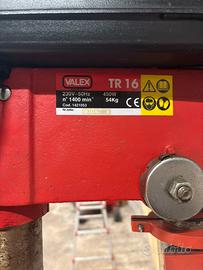 VALEX
TR 16
230V~50Hz 450W
n° 1400 min⁻¹ 54Kg
Cod. 1421053